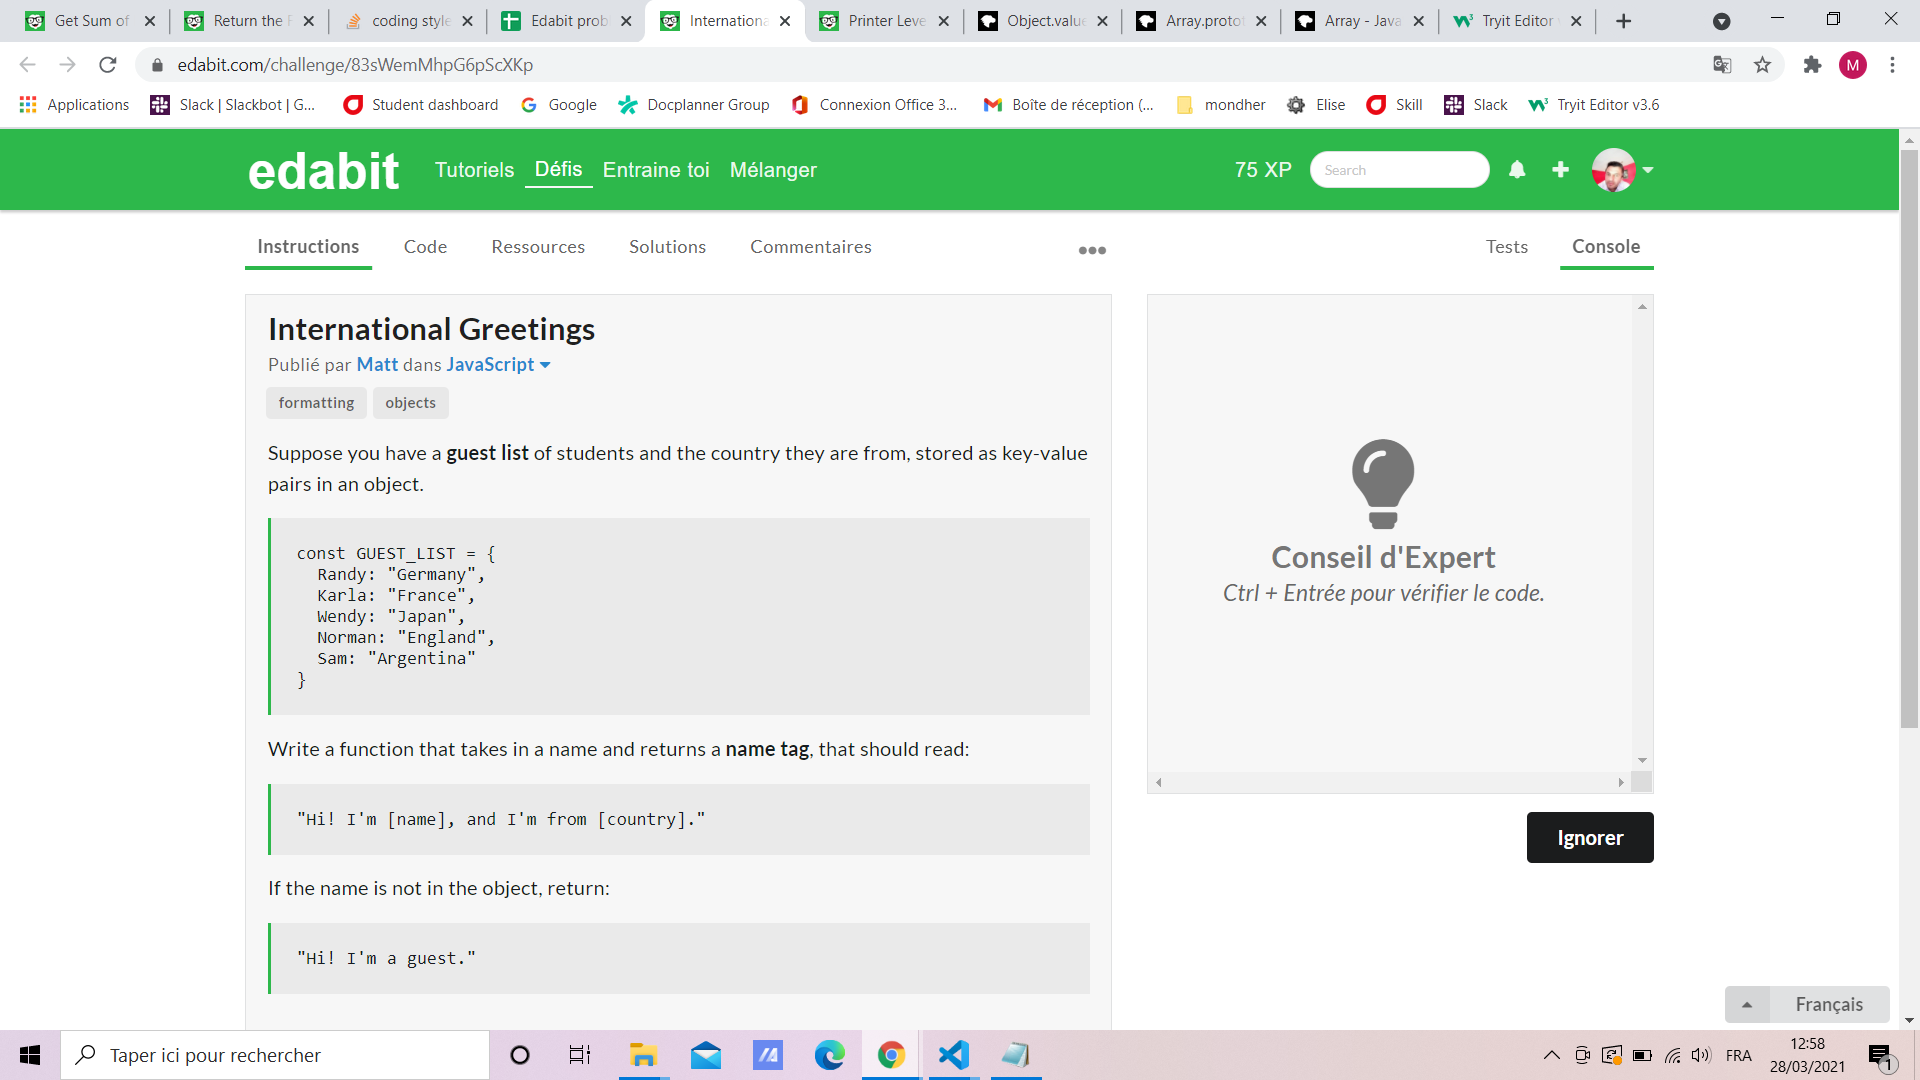 Get Sum of
Return the
coding style
Edabit prob
Internationa
Printer Leve
Object.value
Array.protot
Array - Java
Tryit Editor
edabit.com/challenge/83sWemMhpG6pScXKp
M
Applications
Slack | Slackbot | G...
Student dashboard
Google
Docplanner Group
Connexion Office 3...
Boîte de réception (...
mondher
Elise
Skill
Slack
Tryit Editor v3.6
edabit
Tutoriels
Défis
Entraine toi
Mélanger
75 XP
Search
Instructions
Code
Ressources
Solutions
Commentaires
Tests
Console
International Greetings
Publié par Matt dans JavaScript
formatting
objects
Suppose you have a guest list of students and the country they are from, stored as key-value
pairs in an object.
const GUEST_LIST = {
Randy: "Germany",
Karla: "France",
Wendy: "Japan",
Norman: "England",
Sam: "Argentina"
}
Write a function that takes in a name and returns a name tag, that should read:
"Hi! I'm [name], and I'm from [country]."
If the name is not in the object, return:
"Hi! I'm a guest."
Conseil d'Expert
Ctrl + Entrée pour vérifier le code.
Ignorer
Français
Taper ici pour rechercher
FRA
12:58
28/03/2021
1